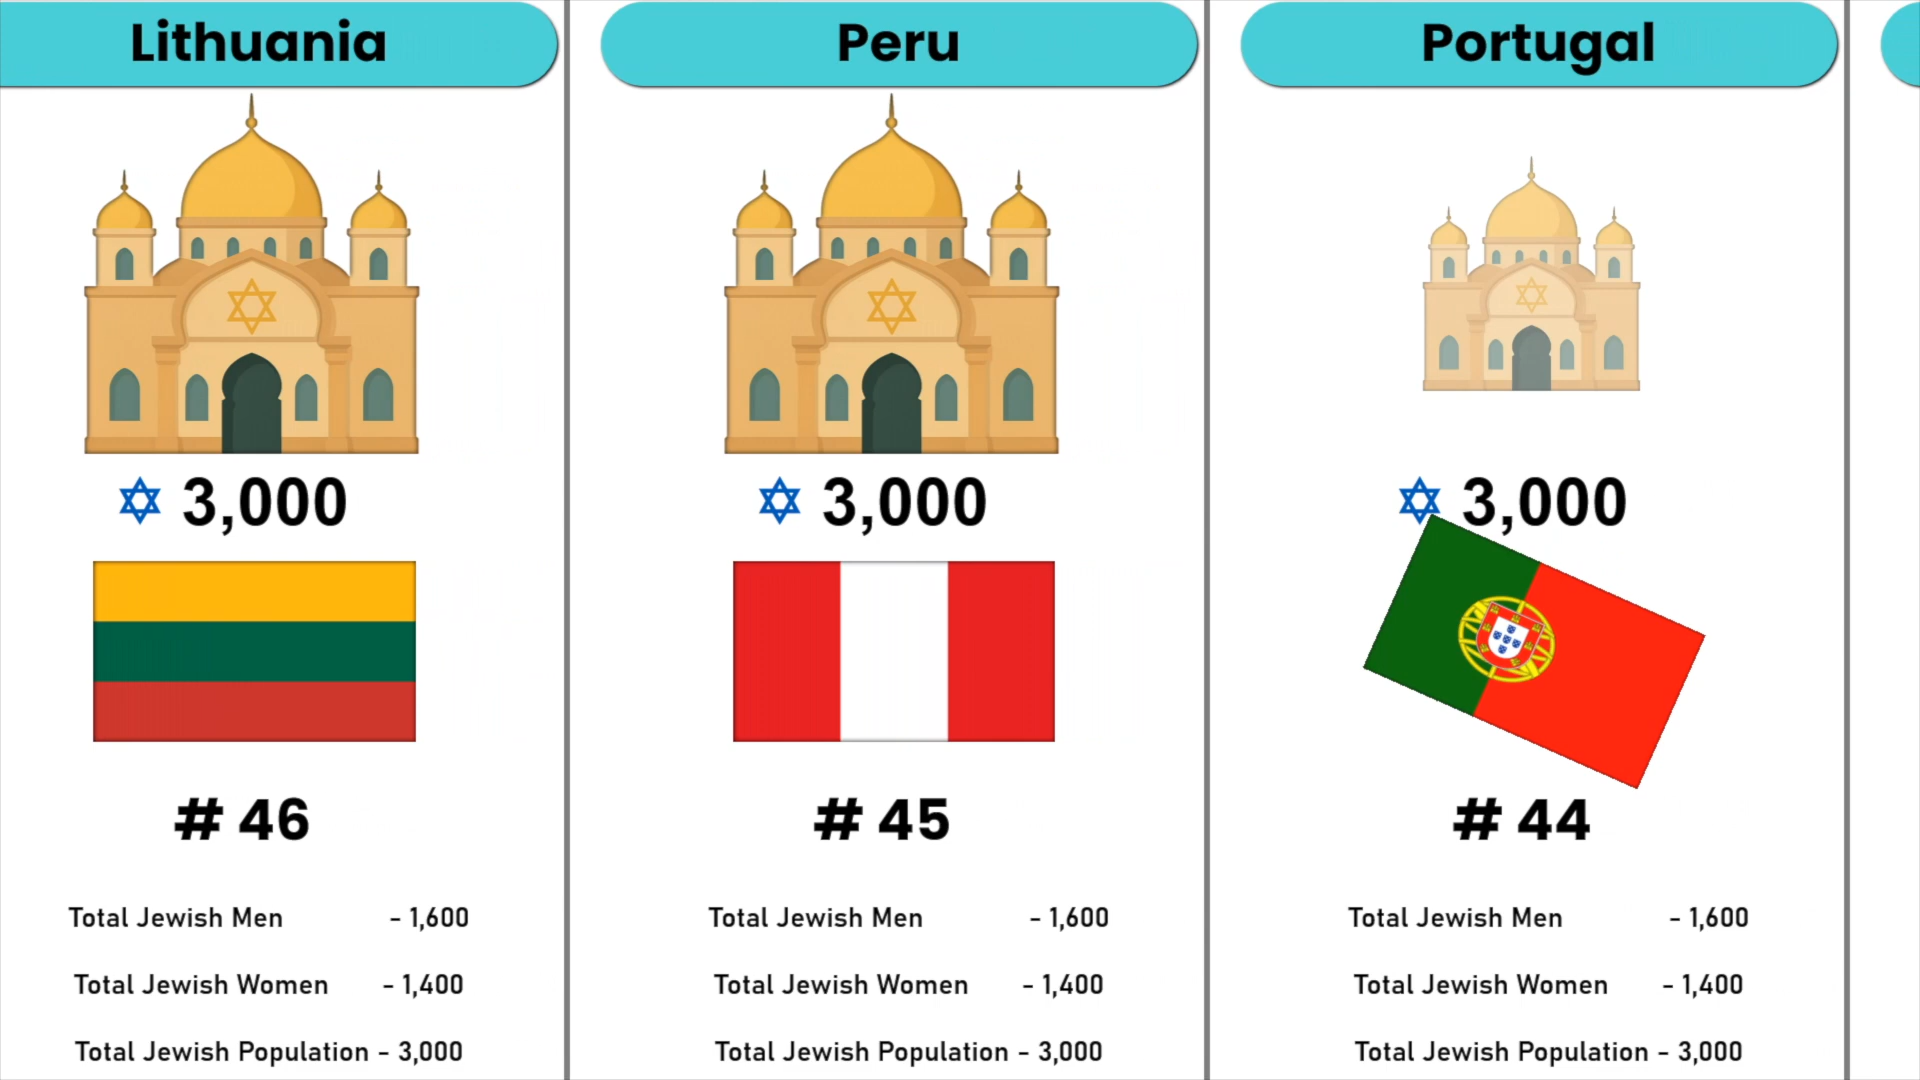 Lithuania
3,000
# 46
Total Jewish Men - 1,600
Total Jewish Women - 1,400
Total Jewish Population - 3,000
Peru
3,000
# 45
Total Jewish Men - 1,600
Total Jewish Women - 1,400
Total Jewish Population - 3,000
Portugal
3,000
# 44
Total Jewish Men - 1,600
Total Jewish Women - 1,400
Total Jewish Population - 3,000